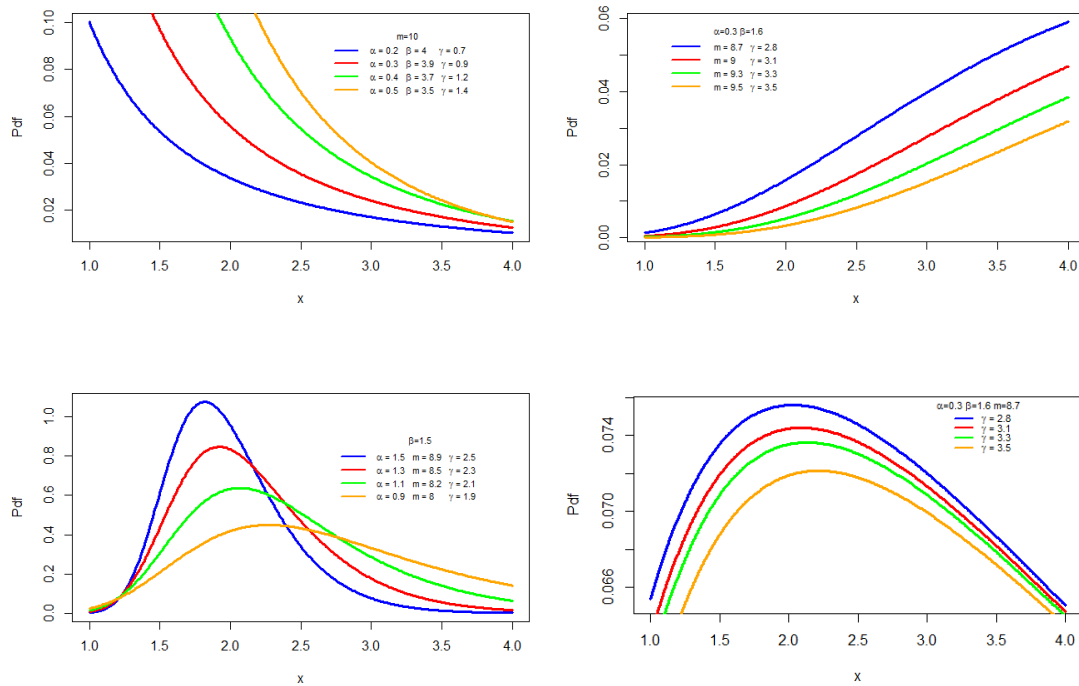 m=10
α = 0.2 β = 4 γ = 0.7
α = 0.3 β = 3.9 γ = 0.9
α = 0.4 β = 3.7 γ = 1.2
α = 0.5 β = 3.5 γ = 1.4
Pdf
0.10
0.08
0.06
0.04
0.02
1.0 1.5 2.0 2.5 3.0 3.5 4.0
x
α=0.3 β=1.6
m = 8.7 γ = 2.8
m = 9 γ = 3.1
m = 9.3 γ = 3.3
m = 9.5 γ = 3.5
Pdf
0.06
0.04
0.02
0.00
1.0 1.5 2.0 2.5 3.0 3.5 4.0
x
β=1.5
α = 1.5 m = 8.9 γ = 2.5
α = 1.3 m = 8.5 γ = 2.3
α = 1.1 m = 8.2 γ = 2.1
α = 0.9 m = 8 γ = 1.9
Pdf
1.0
0.8
0.6
0.4
0.2
0.0
1.0 1.5 2.0 2.5 3.0 3.5 4.0
x
α=0.3 β=1.6 m=8.7
γ = 2.8
γ = 3.1
γ = 3.3
γ = 3.5
Pdf
0.074
0.070
0.066
1.0 1.5 2.0 2.5 3.0 3.5 4.0
x